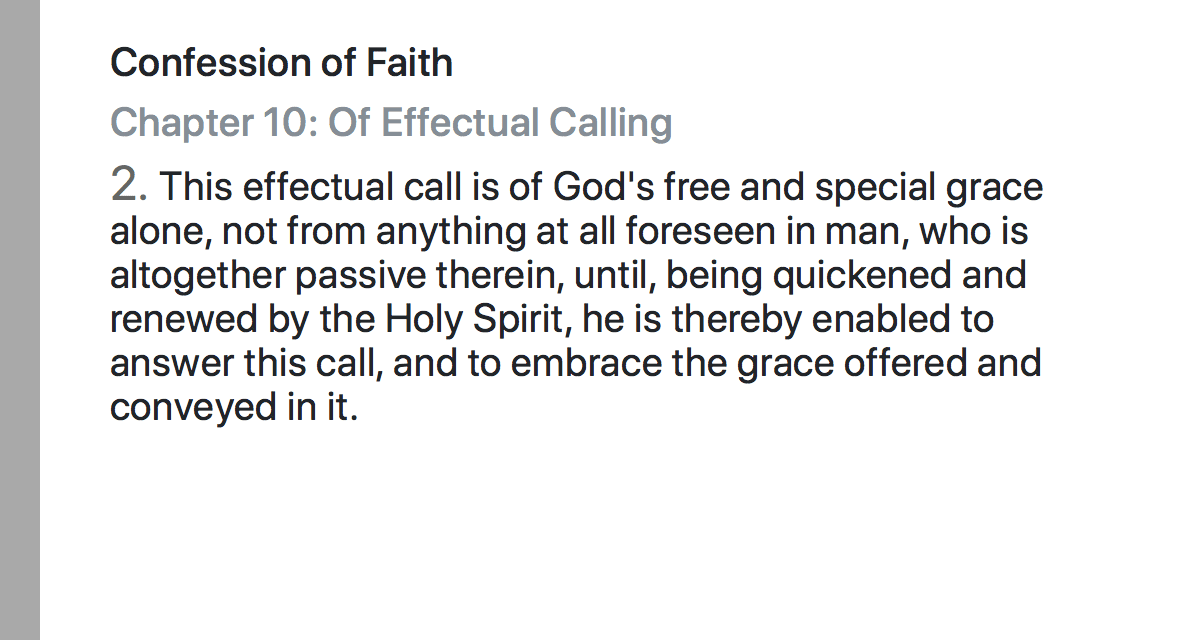 Confession of Faith
Chapter 10: Of Effectual Calling
2. This effectual call is of God's free and special grace
alone, not from anything at all foreseen in man, who is
altogether passive therein, until, being quickened and
renewed by the Holy Spirit, he is thereby enabled to
answer this call, and to embrace the grace offered and
conveyed in it.